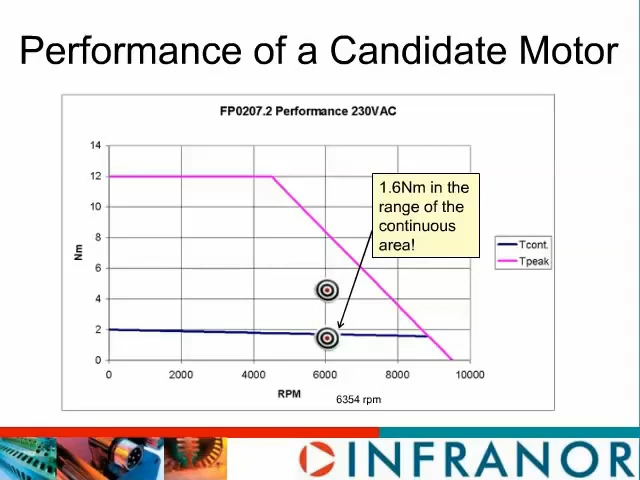 Performance of a Candidate Motor
FP0207.2 Performance 230VAC
14
12
10
8
6
4
2
0
Nm
0 2000 4000 6000 8000 10000
RPM
6354 rpm
1.6Nm in the
range of the
continuous
area!
Tcont.
Tpeak
INFRANOR